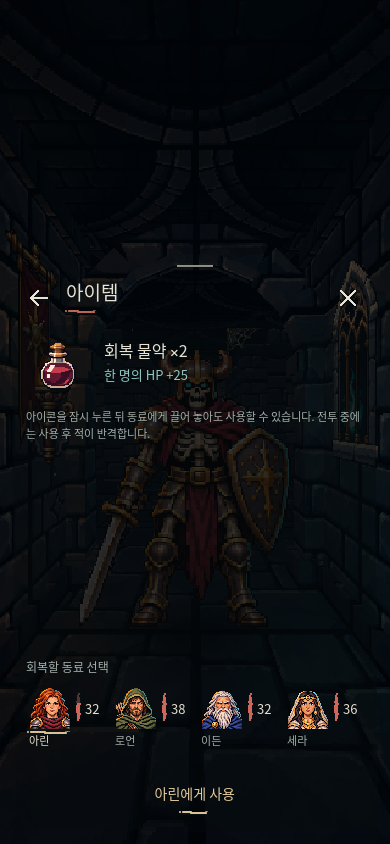 아이템
회복 물약 ×2
한 명의 HP +25
아이콘을 잠시 누른 뒤 동료에게 끌어 놓아도 사용할 수 있습니다. 전투 중에
는 사용 후 적이 반격합니다.
회복할 동료 선택
32 38 32 36
아린 로언 이든 세라
아린에게 사용